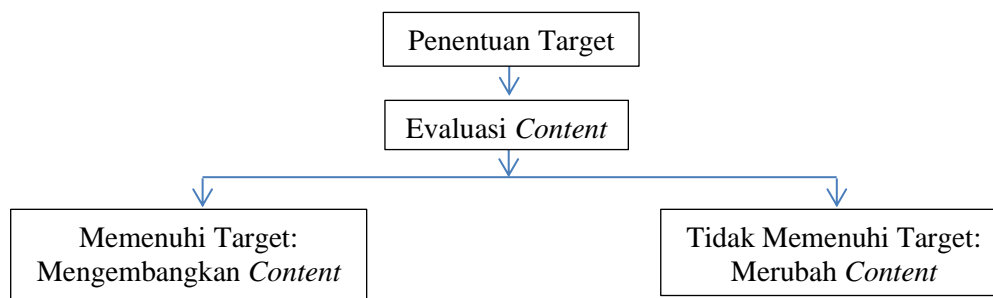 Penentuan Target
Evaluasi Content
Memenuhi Target:
Mengembangkan Content
Tidak Memenuhi Target:
Merubah Content